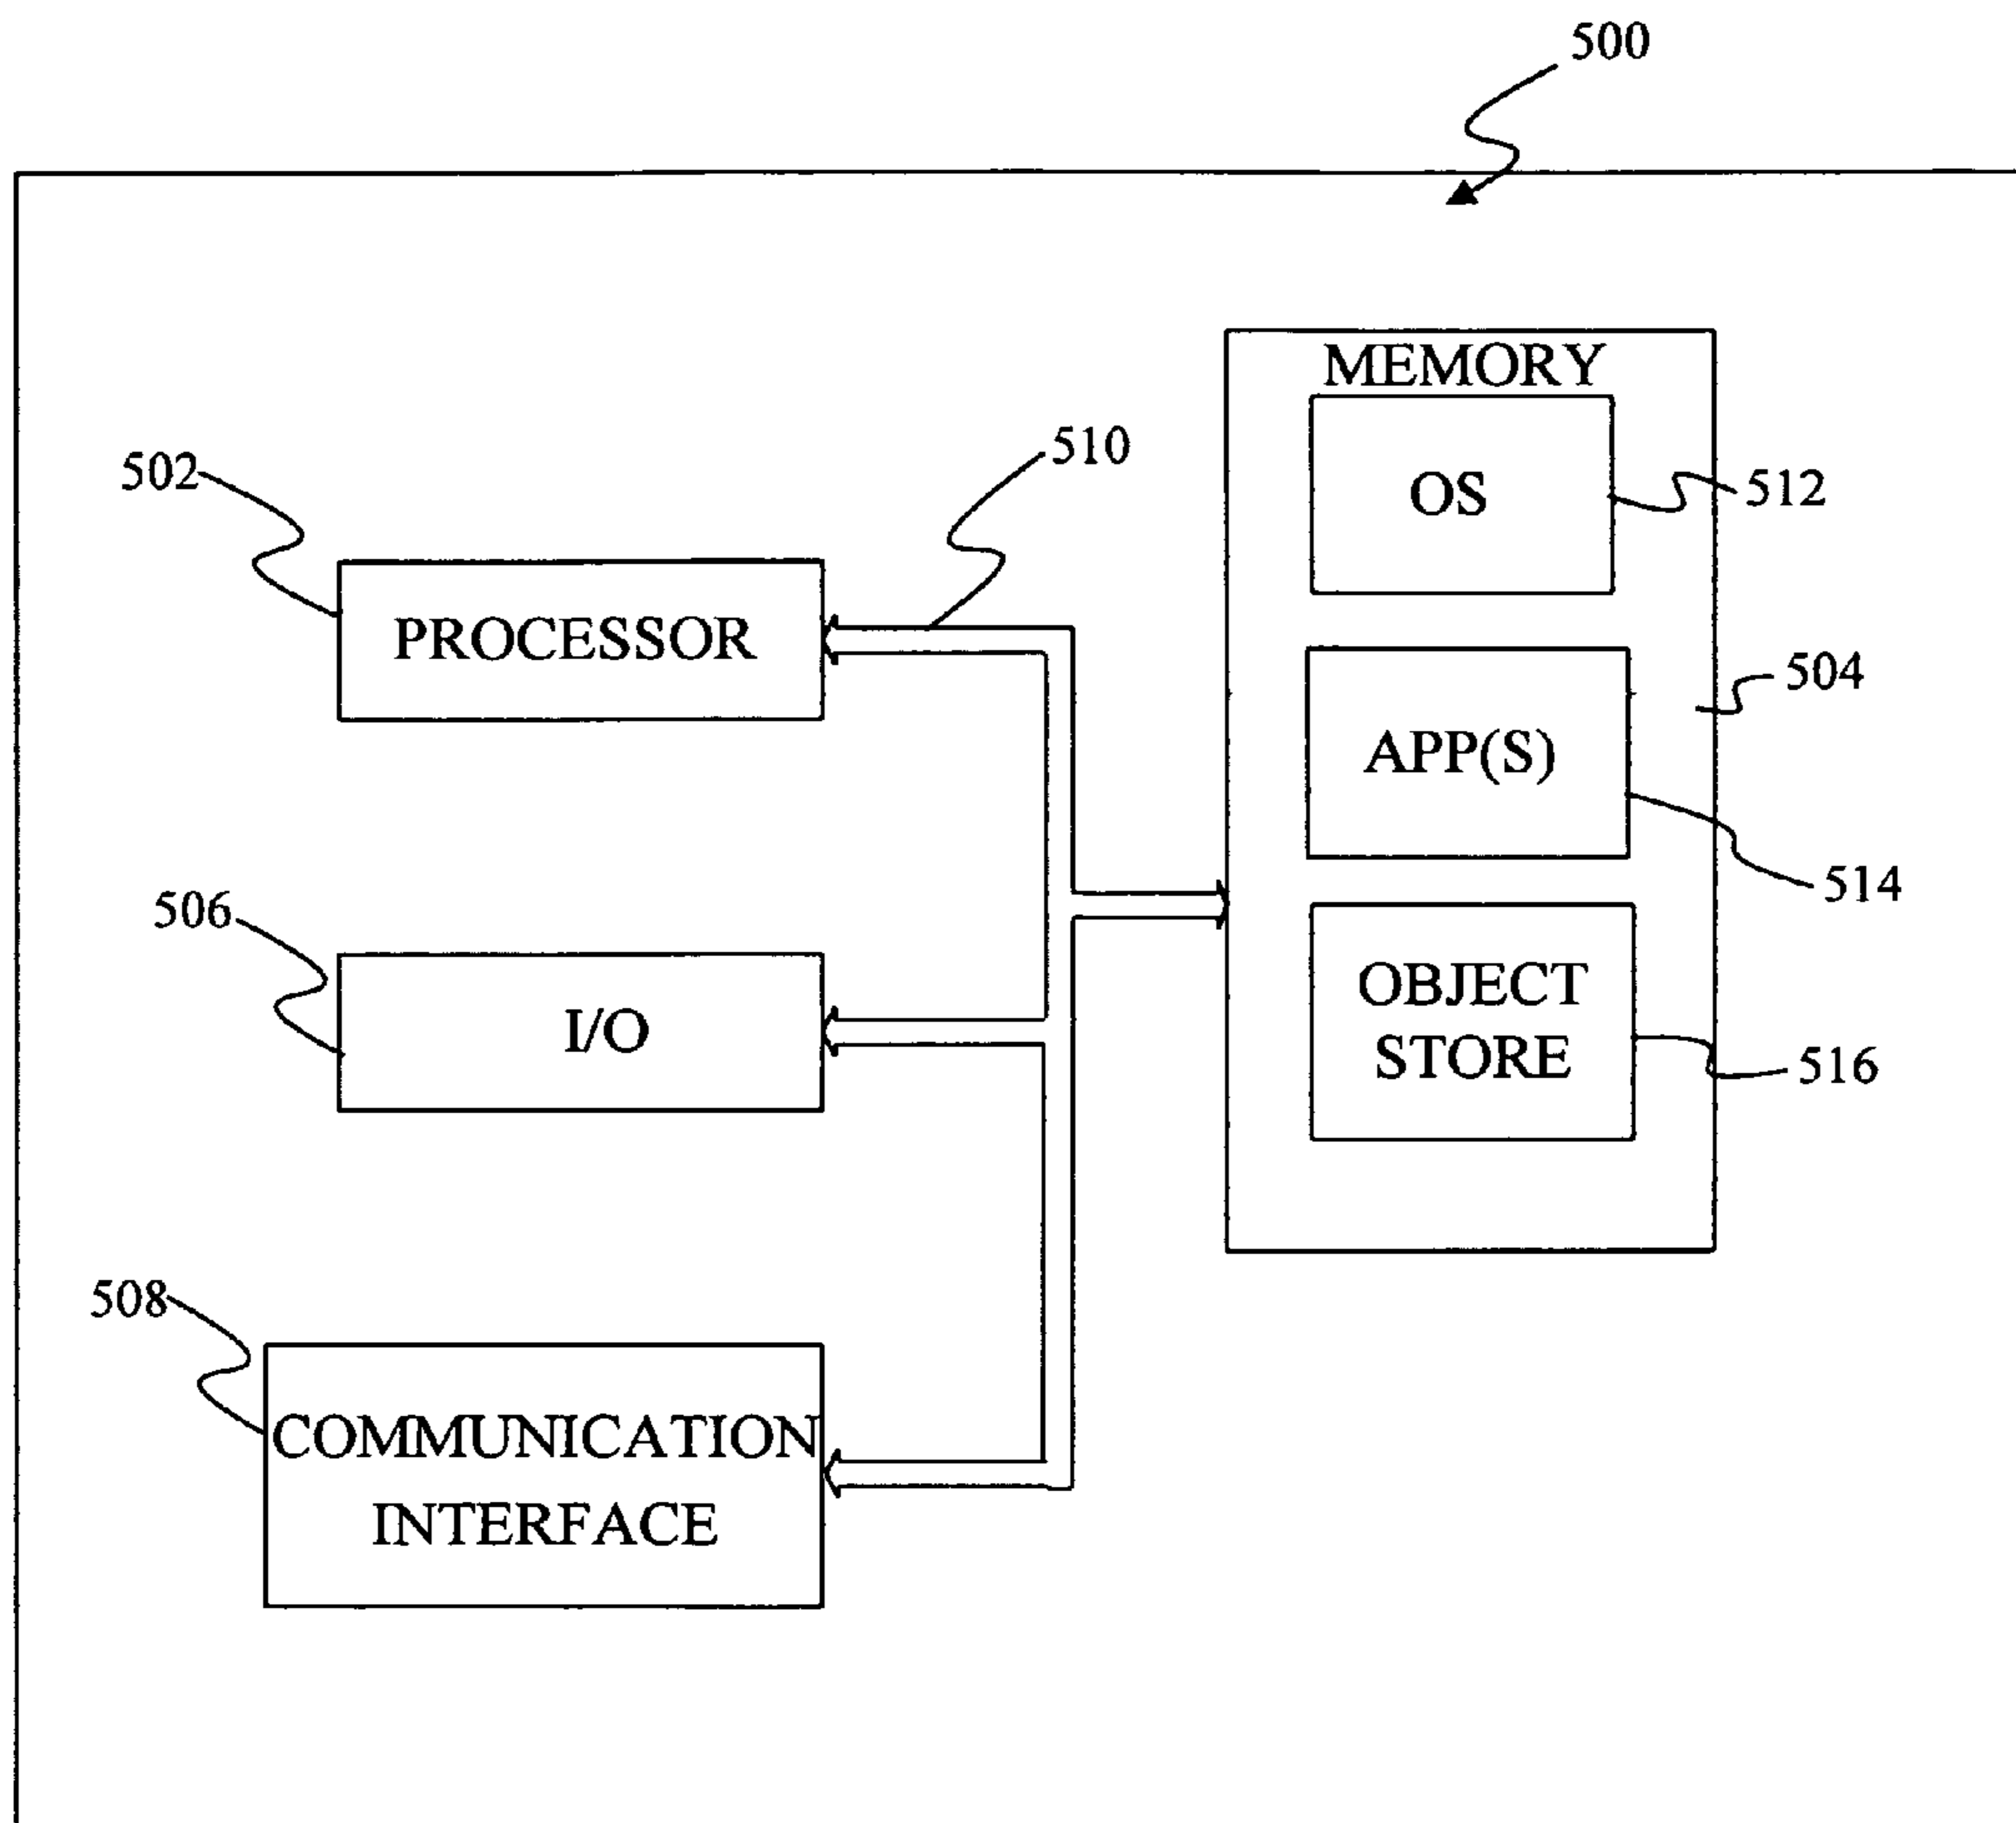 500
MEMORY
510
502
OS
512
PROCESSOR
504
APP(S)
514
506
OBJECT
STORE
I/O
516
508
COMMUNICATION
INTERFACE